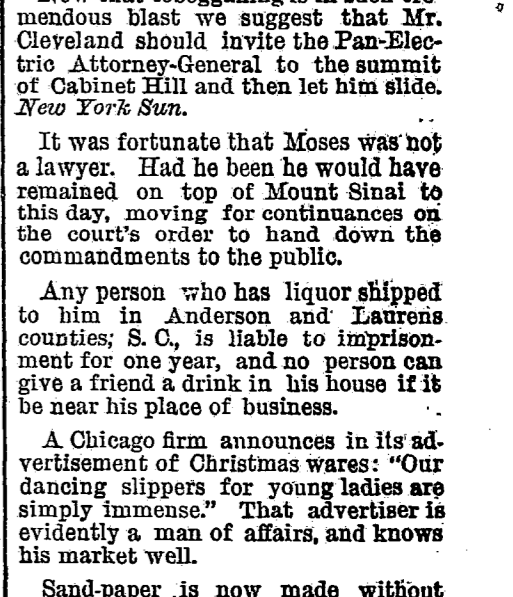 mendous blast we suggest that Mr.
Cleveland should invite the Pan-Elec-
tric Attorney-General to the summit
of Cabinet Hill and then let him slide.
New York Sun.
It was fortunate that Moses was not
a lawyer. Had he been he would have
remained on top of Mount Sinai to
this day, moving for continuances on
the court's order to hand down the
commandments to the public.
Any person who has liquor shipped
to him in Anderson and Laurens
counties; S. C., is liable to imprison-
ment for one year, and no person can
give a friend a drink in his house if it
be near his place of business.
A Chicago firm announces in its ad-
vertisement of Christmas wares: "Our
dancing slippers for young ladies are
simply immense." That advertiser is
evidently a man of affairs, and knows
his market well.
Sand-paper is now made without